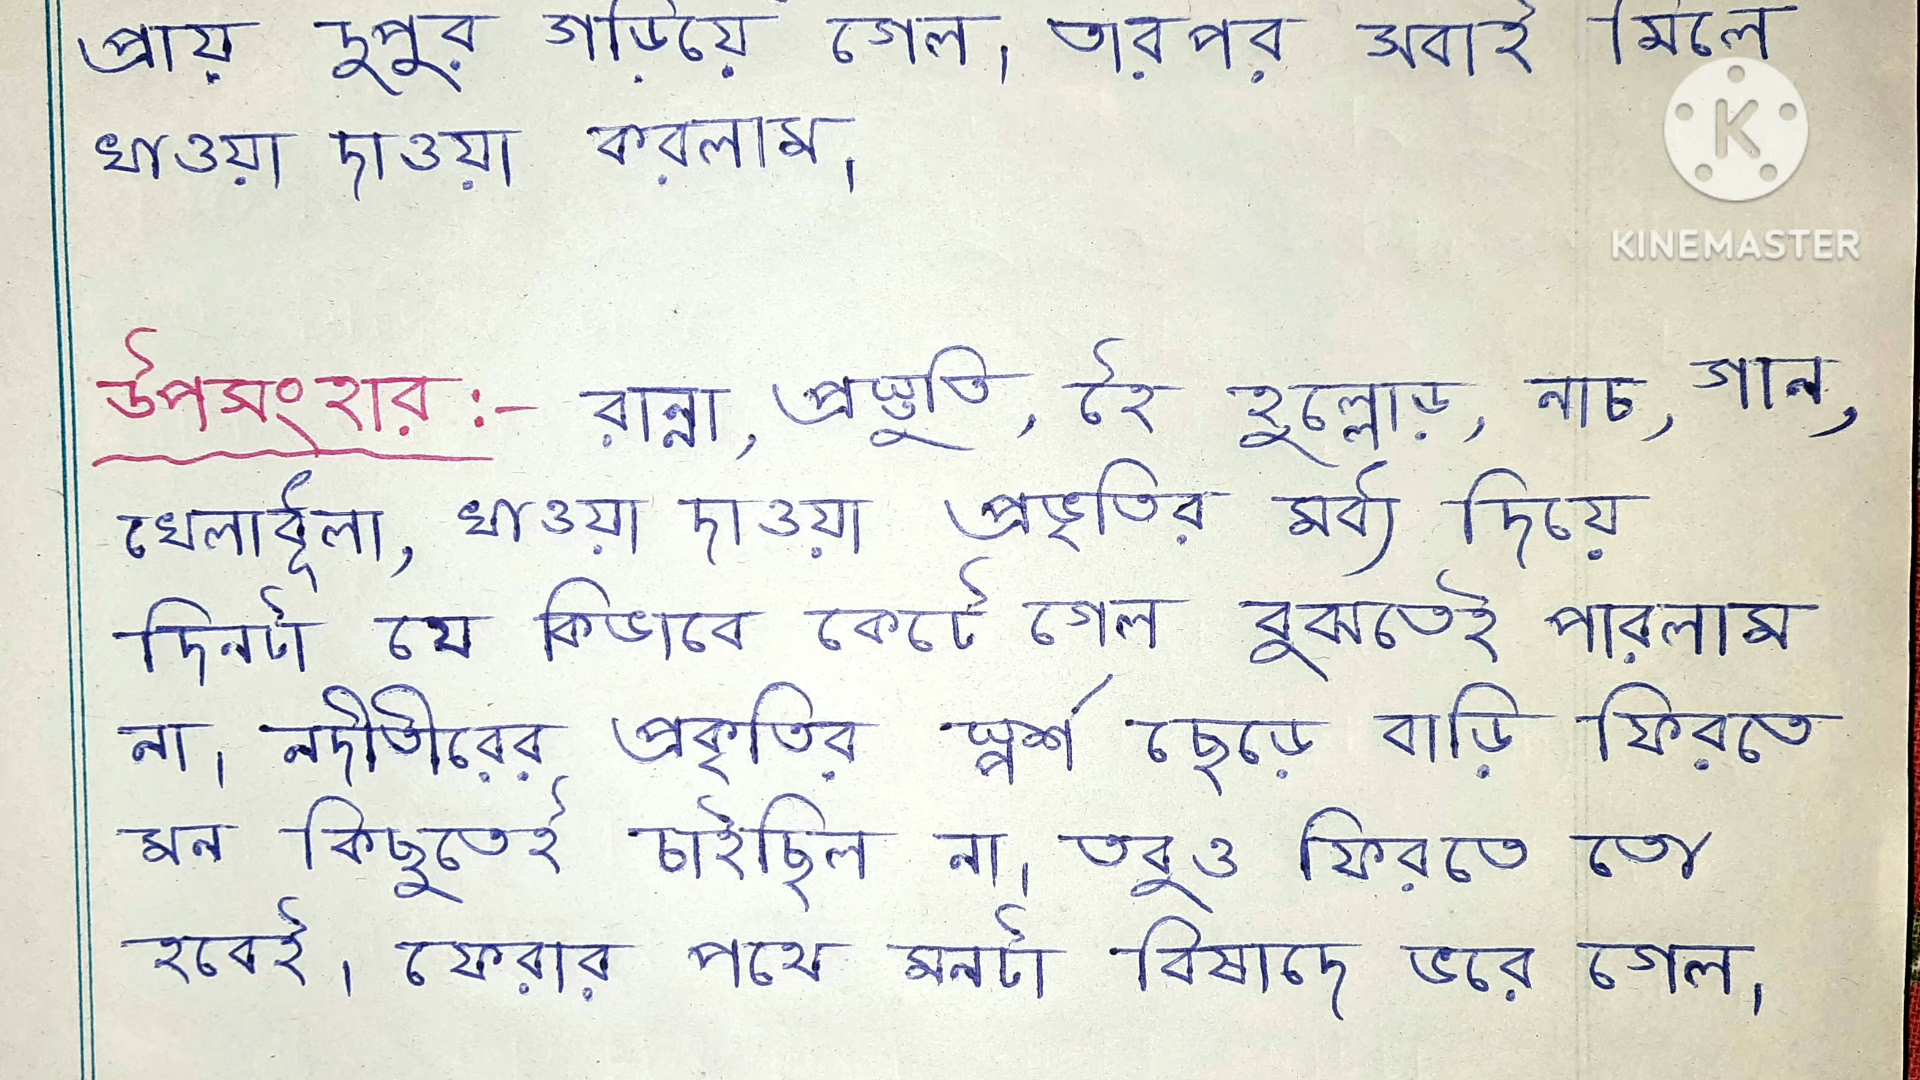 প্রায় দুপুর গড়িয়ে গেল। তারপর সবাই মিলে
খাওয়া দাওয়া করলাম।
KINEMASTER
উপসংহার :- রান্না, প্রস্তুতি, হৈ হুল্লোড়, নাচ, গান,
খেলাধূলা, খাওয়া দাওয়া প্রভৃতির মধ্য দিয়ে
দিনটা যে কিভাবে কেটে গেল বুঝতেই পারলাম
না। নদীতীরের প্রকৃতির স্পর্শ ছেড়ে বাড়ি ফিরতে
মন কিছুতেই চাইছিল না। তবুও ফিরতে তো
হবেই। ফেরার পথে মনটা বিষাদে ভরে গেল।